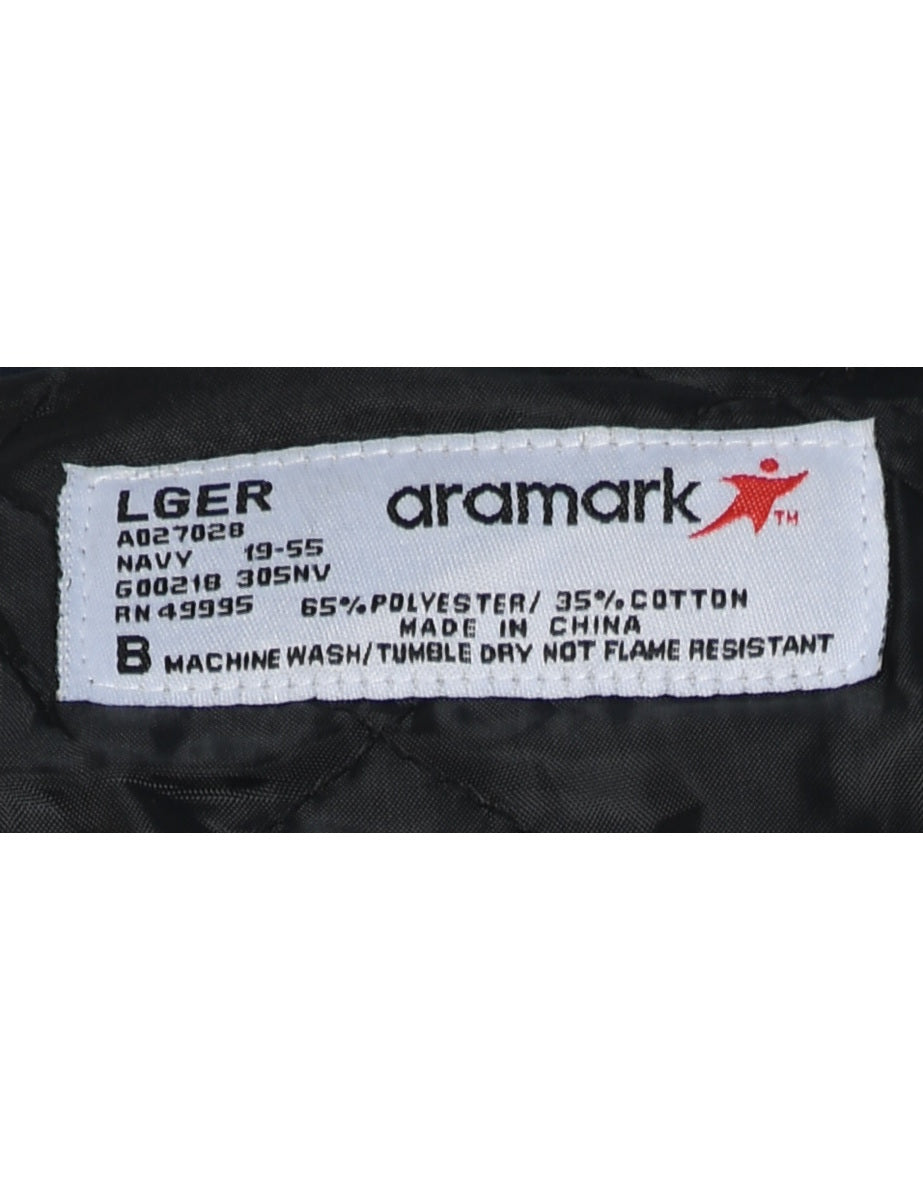 LGER
aramark TM
A027028
NAVY 19-55
G00218 305NV
RN 49995 65% POLYESTER/ 35% COTTON
MADE IN CHINA
B MACHINE WASH/TUMBLE DRY NOT FLAME RESISTANT